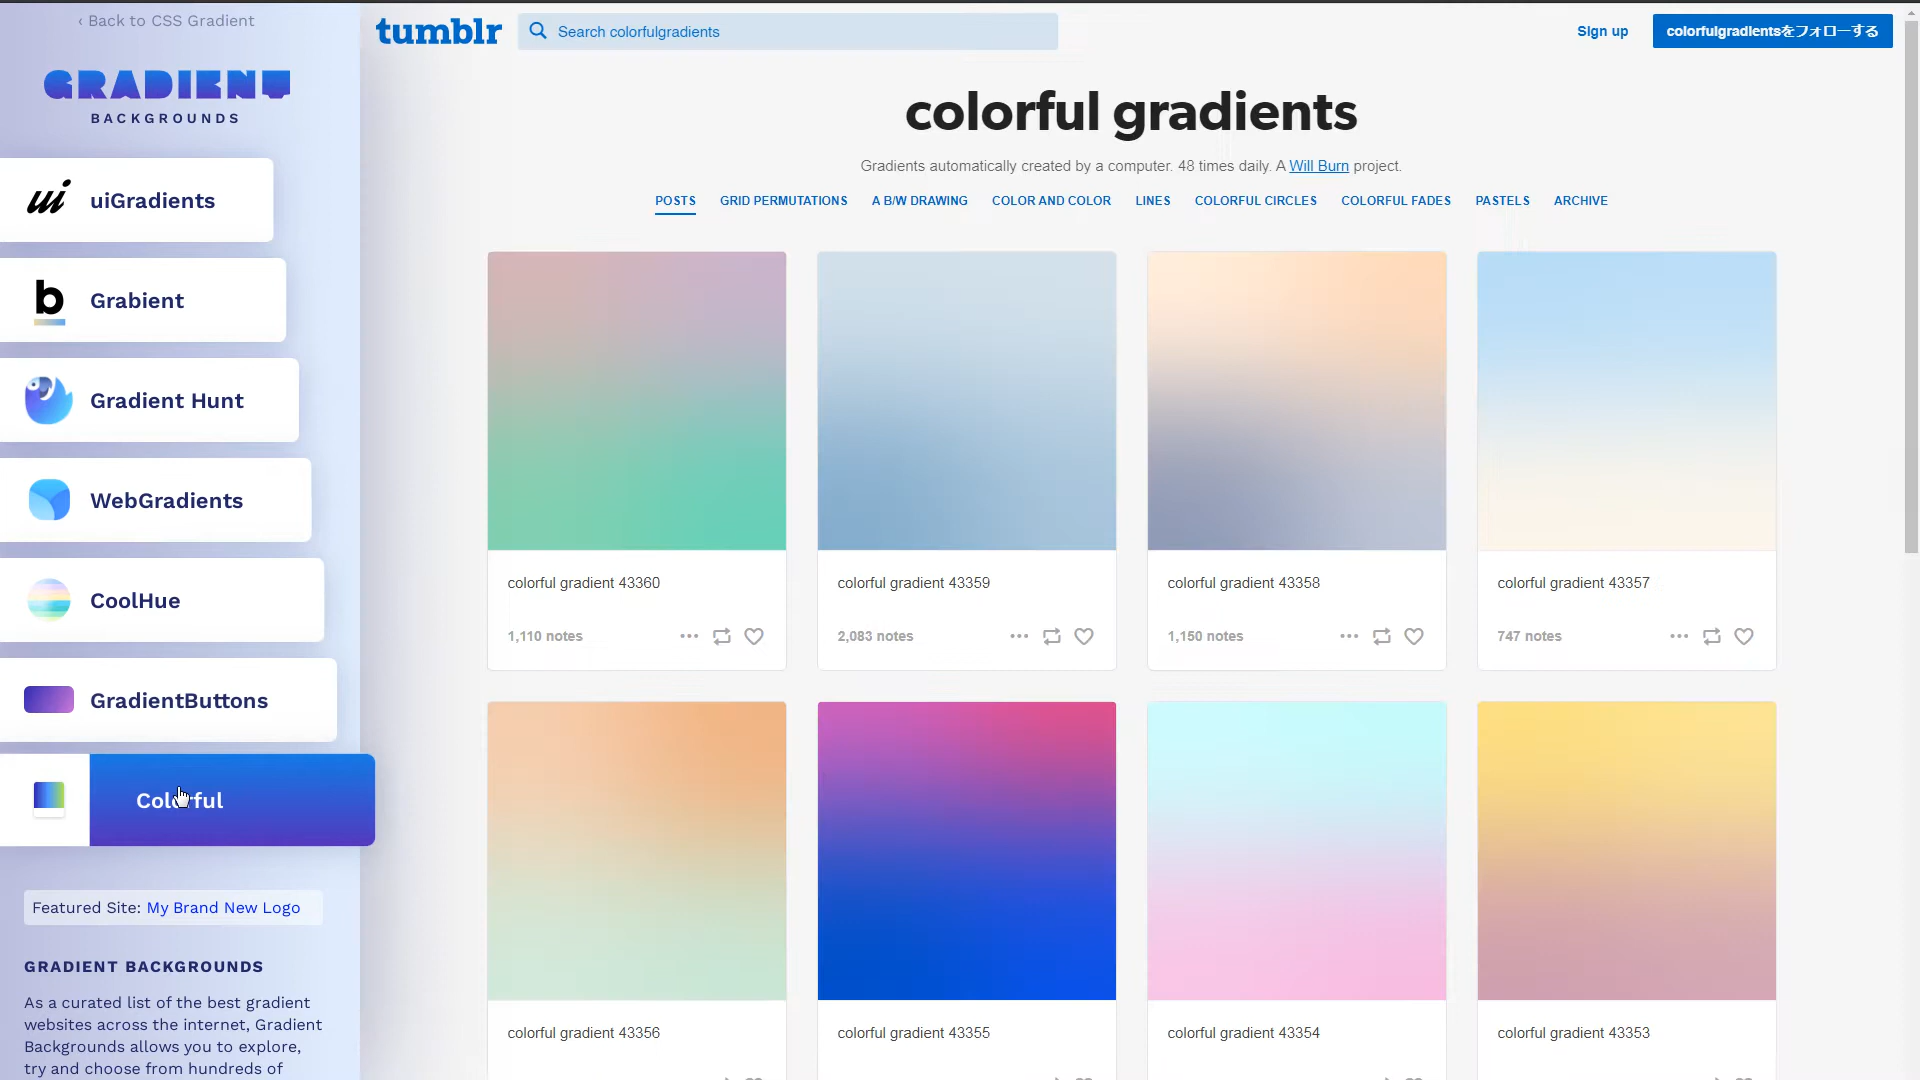 ‹ Back to CSS Gradient
GRADIENT
BACKGROUNDS
ui uiGradients
b Grabient
Gradient Hunt
WebGradients
CoolHue
GradientButtons
Colorful
Featured Site: My Brand New Logo
GRADIENT BACKGROUNDS
As a curated list of the best gradient
websites across the internet, Gradient
Backgrounds allows you to explore,
try and choose from hundreds of
tumblr
Search colorfulgradients
Sign up
colorfulgradientsをフォローする
colorful gradients
Gradients automatically created by a computer. 48 times daily. A Will Burn project.
POSTS GRID PERMUTATIONS A B/W DRAWING COLOR AND COLOR LINES COLORFUL CIRCLES COLORFUL FADES PASTELS ARCHIVE
colorful gradient 43360
1,110 notes
colorful gradient 43359
2,083 notes
colorful gradient 43358
1,150 notes
colorful gradient 43357
747 notes
colorful gradient 43356
colorful gradient 43355
colorful gradient 43354
colorful gradient 43353